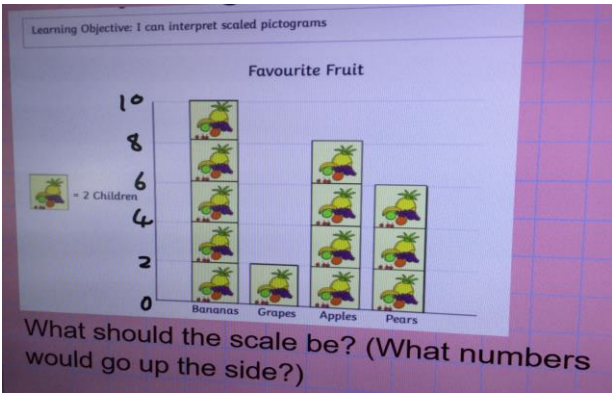 Learning Objective: I can interpret scaled pictograms
Favourite Fruit
10
8
6
= 2 Children
4
2
0
Bananas Grapes Apples Pears
What should the scale be? (What numbers
would go up the side?)